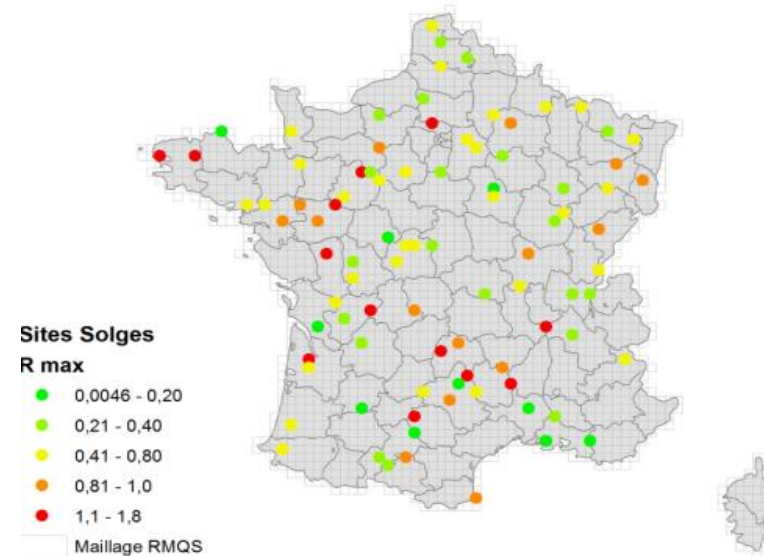 Sites Solges
R max
0,0046 - 0,20
0,21 - 0,40
0,41 - 0,80
0,81 - 1,0
1,1 - 1,8
Maillage RMQS